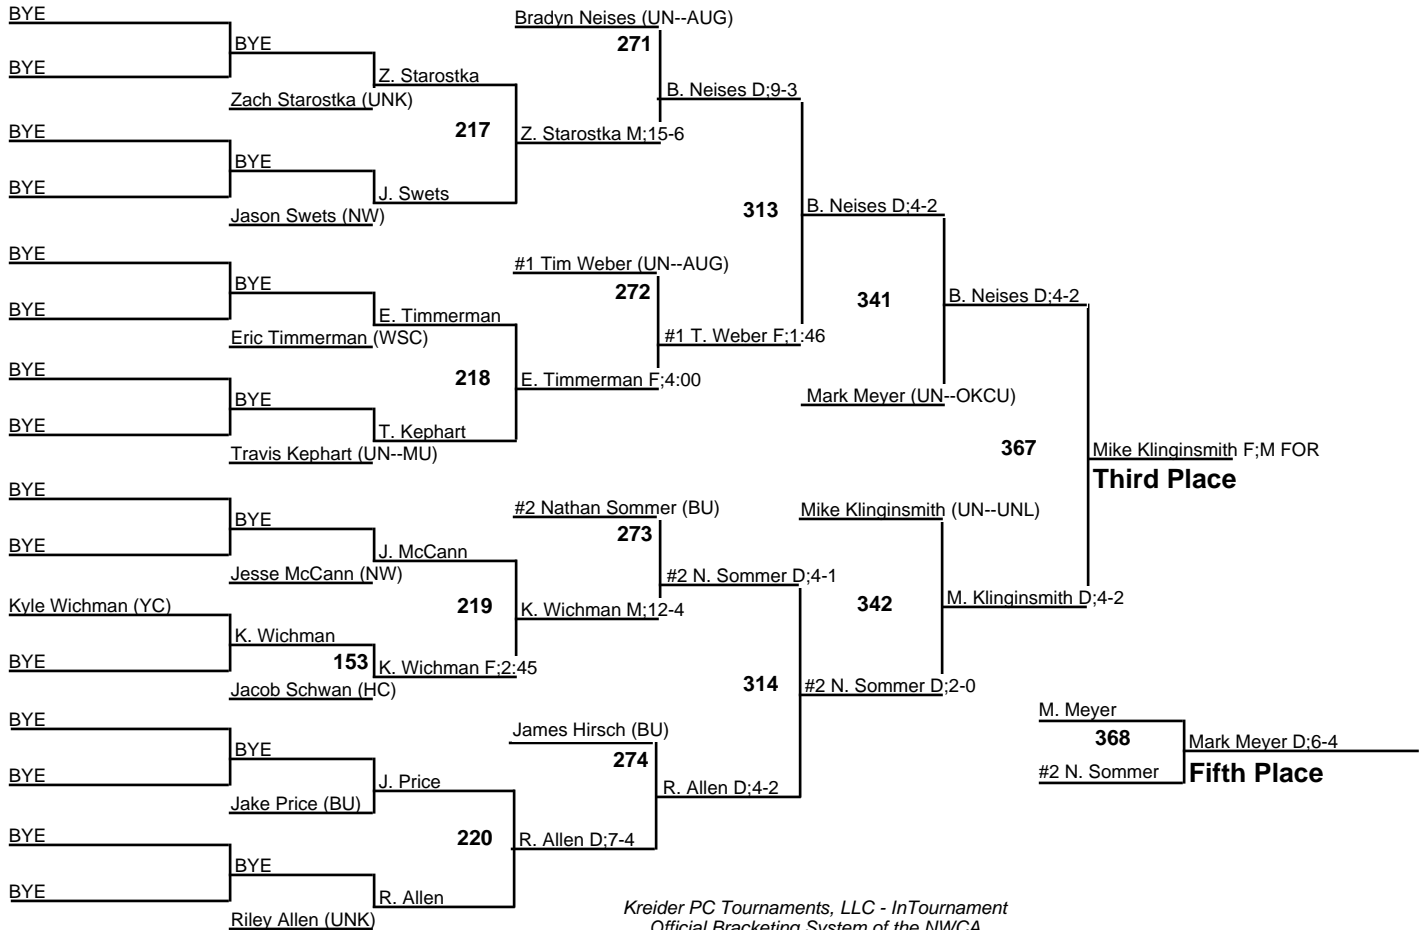 BYE
Bradyn Neises (UN--AUG)
BYE
271
BYE
Z. Starostka
B. Neises D;9-3
Zach Starostka (UNK)
217
Z. Starostka M;15-6
BYE
BYE
BYE
J. Swets
Jason Swets (NW)
313
B. Neises D;4-2
BYE
#1 Tim Weber (UN--AUG)
BYE
272
341
B. Neises D;4-2
BYE
E. Timmerman
Eric Timmerman (WSC)
#1 T. Weber F;1:46
BYE
218
E. Timmerman F;4:00
BYE
Mark Meyer (UN--OKCU)
BYE
T. Kephart
Travis Kephart (UN--MU)
367
Mike Klinginsmith F;M FOR
Third Place
BYE
#2 Nathan Sommer (BU)
Mike Klinginsmith (UN--UNL)
BYE
273
BYE
J. McCann
Jesse McCann (NW)
#2 N. Sommer D;4-1
Kyle Wichman (YC)
219
K. Wichman M;12-4
342
M. Klinginsmith D;4-2
K. Wichman
BYE
153
K. Wichman F;2:45
Jacob Schwan (HC)
314
#2 N. Sommer D;2-0
BYE
James Hirsch (BU)
M. Meyer
BYE
274
368
Mark Meyer D;6-4
BYE
J. Price
R. Allen D;4-2
#2 N. Sommer
Fifth Place
Jake Price (BU)
BYE
220
R. Allen D;7-4
BYE
BYE
R. Allen
Riley Allen (UNK)
Kreider PC Tournaments, LLC - InTournament
Official Bracketing System of the NWCA